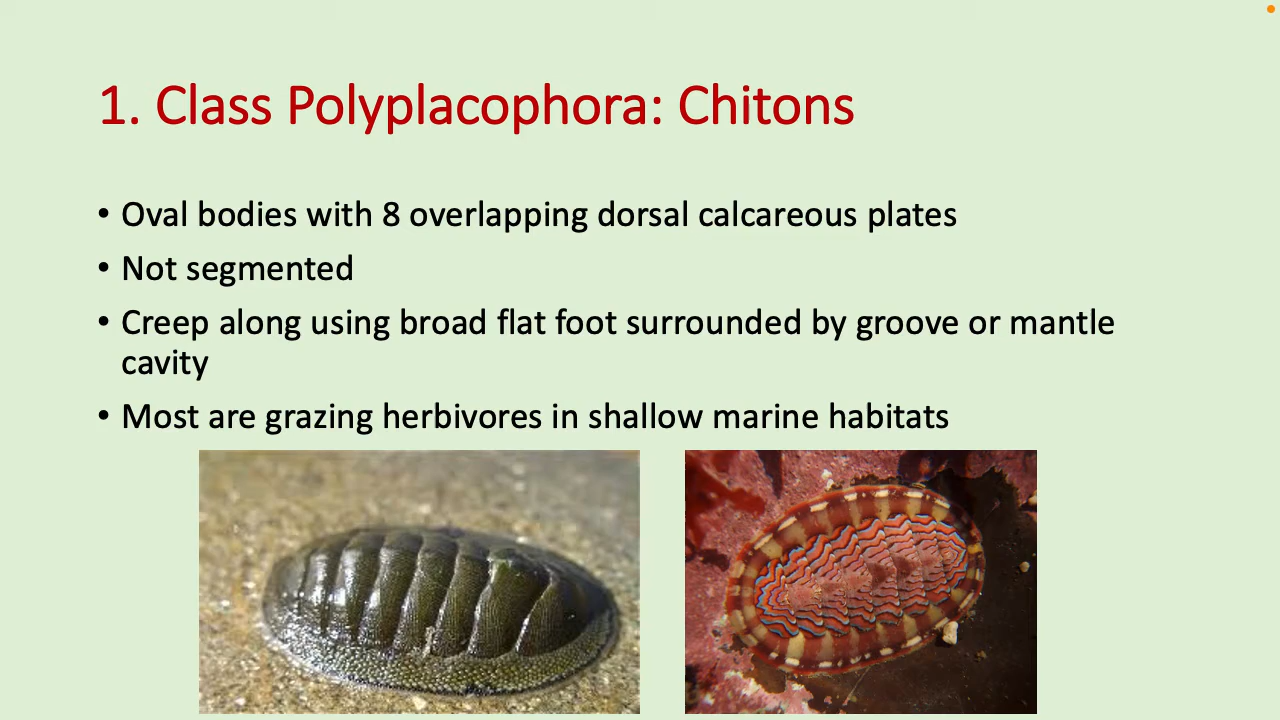 1. Class Polyplacophora: Chitons
• Oval bodies with 8 overlapping dorsal calcareous plates
• Not segmented
• Creep along using broad flat foot surrounded by groove or mantle
cavity
• Most are grazing herbivores in shallow marine habitats